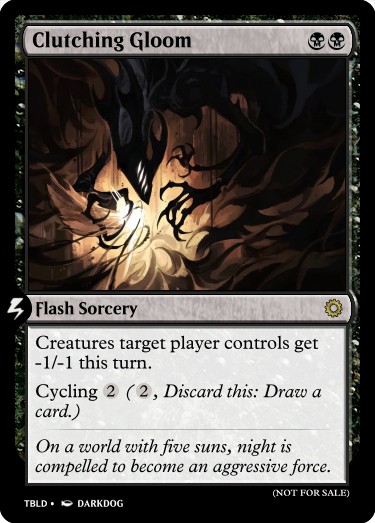 Clutching Gloom
Flash Sorcery
Creatures target player controls get
-1/-1 this turn.
Cycling 2 ( 2 , Discard this: Draw a
card.)
On a world with five suns, night is
compelled to become an aggressive force.
(NOT FOR SALE)
TBLD • DARKDOG